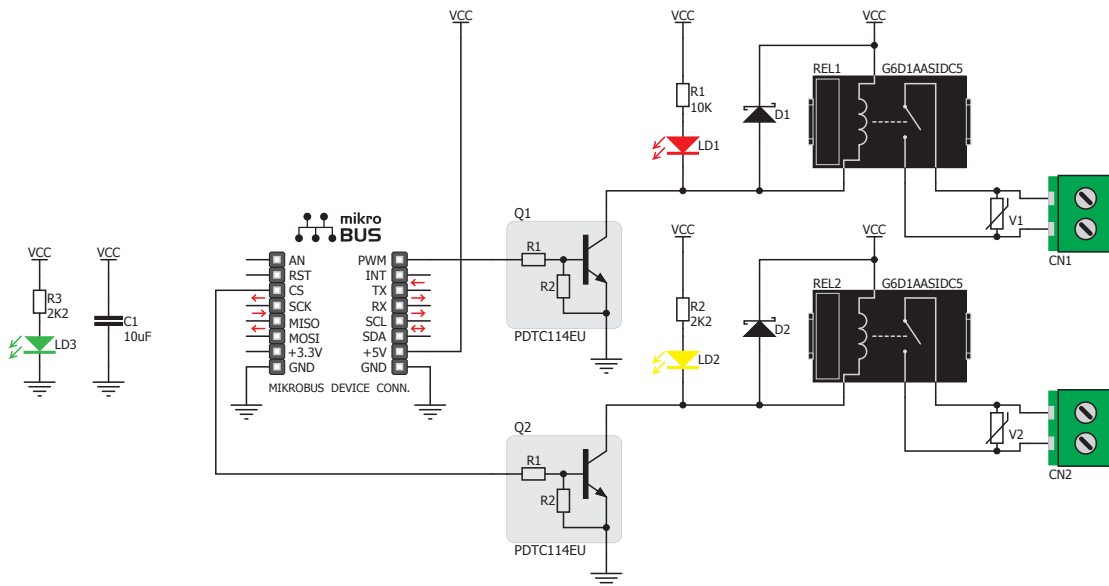 VCC
VCC
VCC
REL1
G6D1AASIDC5
R1
10K
D1
LD1
V1
CN1
mikro
BUS
Q1
R1
R2
PDTC114EU
VCC
VCC
AN
RST
CS
SCK
MISO
MOSI
+3.3V
GND
PWM
INT
TX
RX
SCL
SDA
+5V
GND
MIKROBUS DEVICE CONN.
R3
2K2
LD3
C1
10uF
VCC
VCC
REL2
G6D1AASIDC5
R2
2K2
D2
LD2
V2
CN2
Q2
R1
R2
PDTC114EU